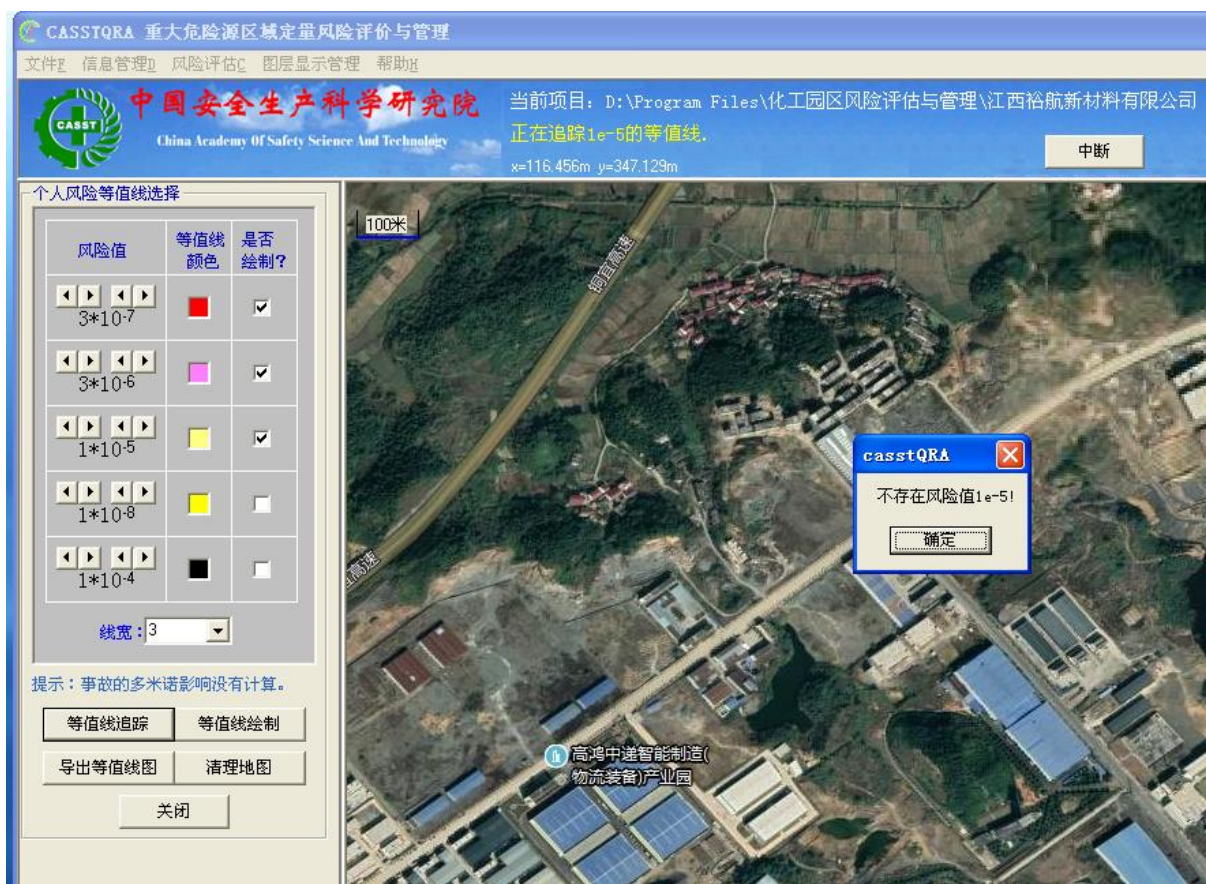 CASSTQRA 重大危险源区域定量风险评价与管理
文件F 信息管理D 风险评估C 图层显示管理 帮助H
CASST
中国安全生产科学研究院
China Academy Of Safety Science And Technology
当前项目：D:\Program Files\化工园区风险评估与管理\江西裕航新材料有限公司
正在追踪1e-5的等值线.
x=116.456m y=347.129m
中断
个人风险等值线选择
风险值 等值线颜色 是否绘制?
3*10-7
3*10-6
1*10-5
1*10-8
1*10-4
线宽：3
提示：事故的多米诺影响没有计算。
等值线追踪 等值线绘制
导出等值线图 清理地图
关闭
100米
铜宜高速
宜高速
casstQRA
不存在风险值1e-5!
确定
高鸿中递智能制造(
物流装备)产业园